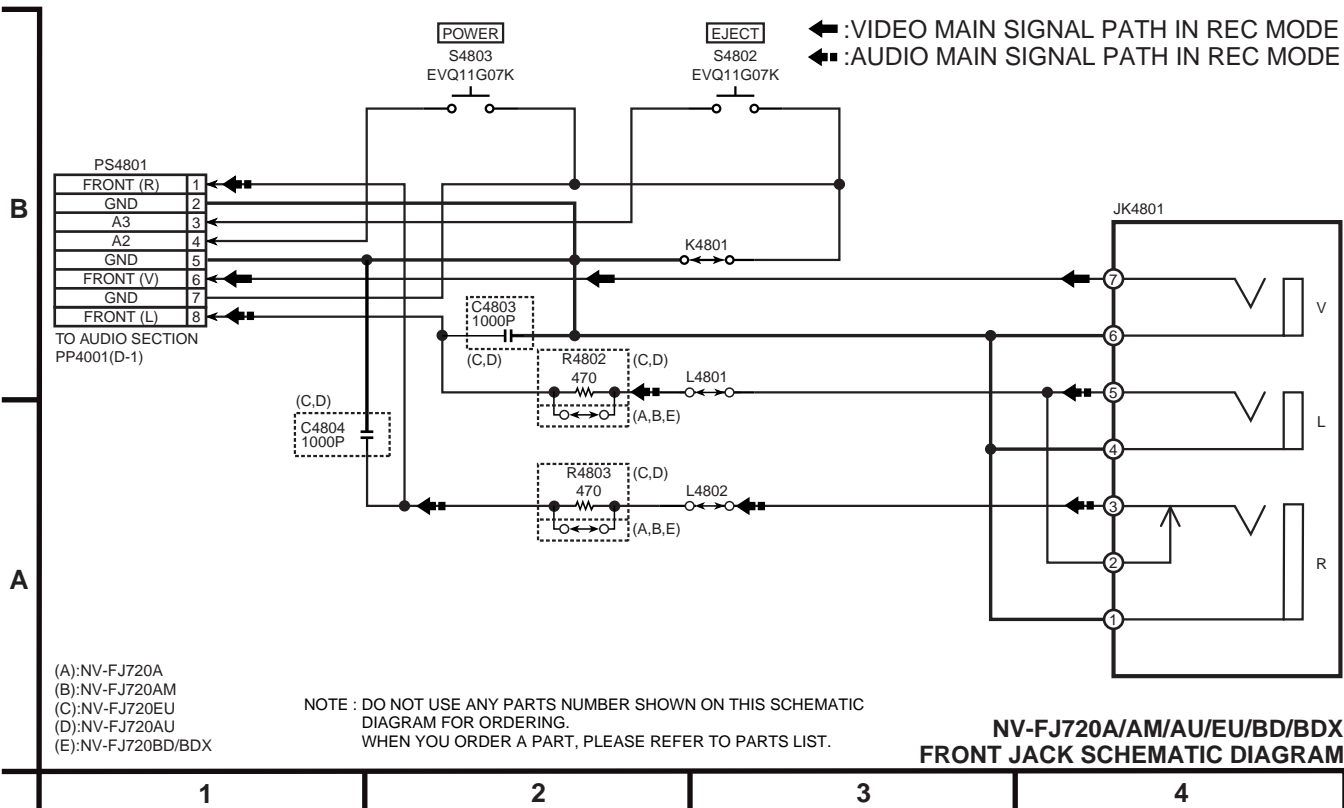 POWER
S4803
EVQ11G07K
EJECT
S4802
EVQ11G07K
:VIDEO MAIN SIGNAL PATH IN REC MODE
:AUDIO MAIN SIGNAL PATH IN REC MODE
B
PS4801
FRONT (R) 1
GND 2
A3 3
A2 4
GND 5
FRONT (V) 6
GND 7
FRONT (L) 8
TO AUDIO SECTION
PP4001(D-1)
K4801
JK4801
7
V
6
5
L
4
3
2
R
1
C4803
1000P
(C,D)
R4802
470
(C,D)
(A,B,E)
L4801
(C,D)
C4804
1000P
R4803
470
(C,D)
(A,B,E)
L4802
A
(A):NV-FJ720A
(B):NV-FJ720AM
(C):NV-FJ720EU
(D):NV-FJ720AU
(E):NV-FJ720BD/BDX
NOTE : DO NOT USE ANY PARTS NUMBER SHOWN ON THIS SCHEMATIC
DIAGRAM FOR ORDERING.
WHEN YOU ORDER A PART, PLEASE REFER TO PARTS LIST.
NV-FJ720A/AM/AU/EU/BD/BDX
FRONT JACK SCHEMATIC DIAGRAM
1 2 3 4